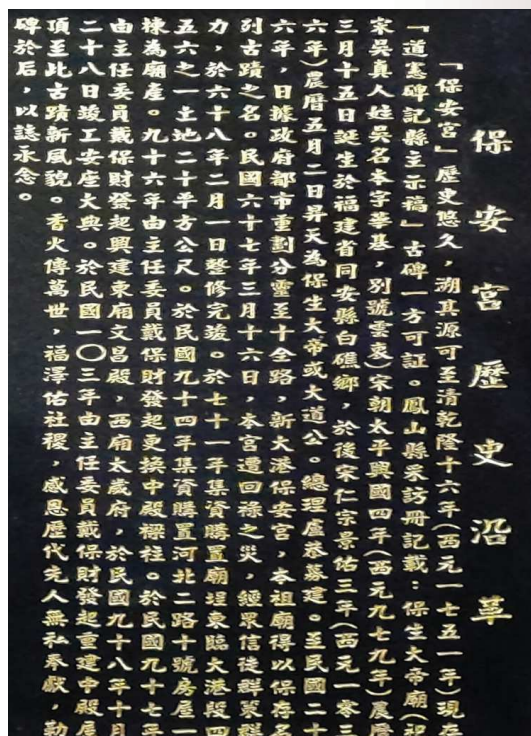 保安宮歷史沿革
「保安宮」歷史悠久，溯其源可至清乾隆十六年(西元一七五一年)現存
「道憲碑記縣主示稿」古碑一方可証。鳳山縣采訪冊記載：保生大帝廟(祀
宋吳真人姓吳名本字華基，別號雲衷)宋朝太平興國四年(西元九七九年)農曆
三月十五日誕生於福建省同安縣白礁鄉，於後宋仁宗景佑三年(西元一零三
六年)農曆五月二日昇天為保生大帝或大道公。總理盧泰募建。至民國二十
六年，日據政府都市重劃分靈至十全路，新大港保安宮，本祖廟得以保存名
列古蹟之名。民國六十七年三月十六日，本宮遭回祿之災，經眾信徒群策群
力，於六十八年二月一日整修完竣。於七十一年集資購置廟埕東臨大港段四
五六之一土地二十平方公尺。於民國九十四年集資購置河北二路十號房屋一
棟為廟產。九十六年由主任委員戴保財發起更換中殿樑柱。於民國九十七年
由主任委員戴保財發起興建東廂文昌殿，西廂太歲府，於民國九十八年十月
二十八日竣工安座大典。於民國一〇三年由主任委員戴保財發起重建中殿屋
頂至此古蹟新風貌。香火傳萬世，福澤佑社稷，感恩歷代先人無私奉獻，勒
碑於后，以誌永念。